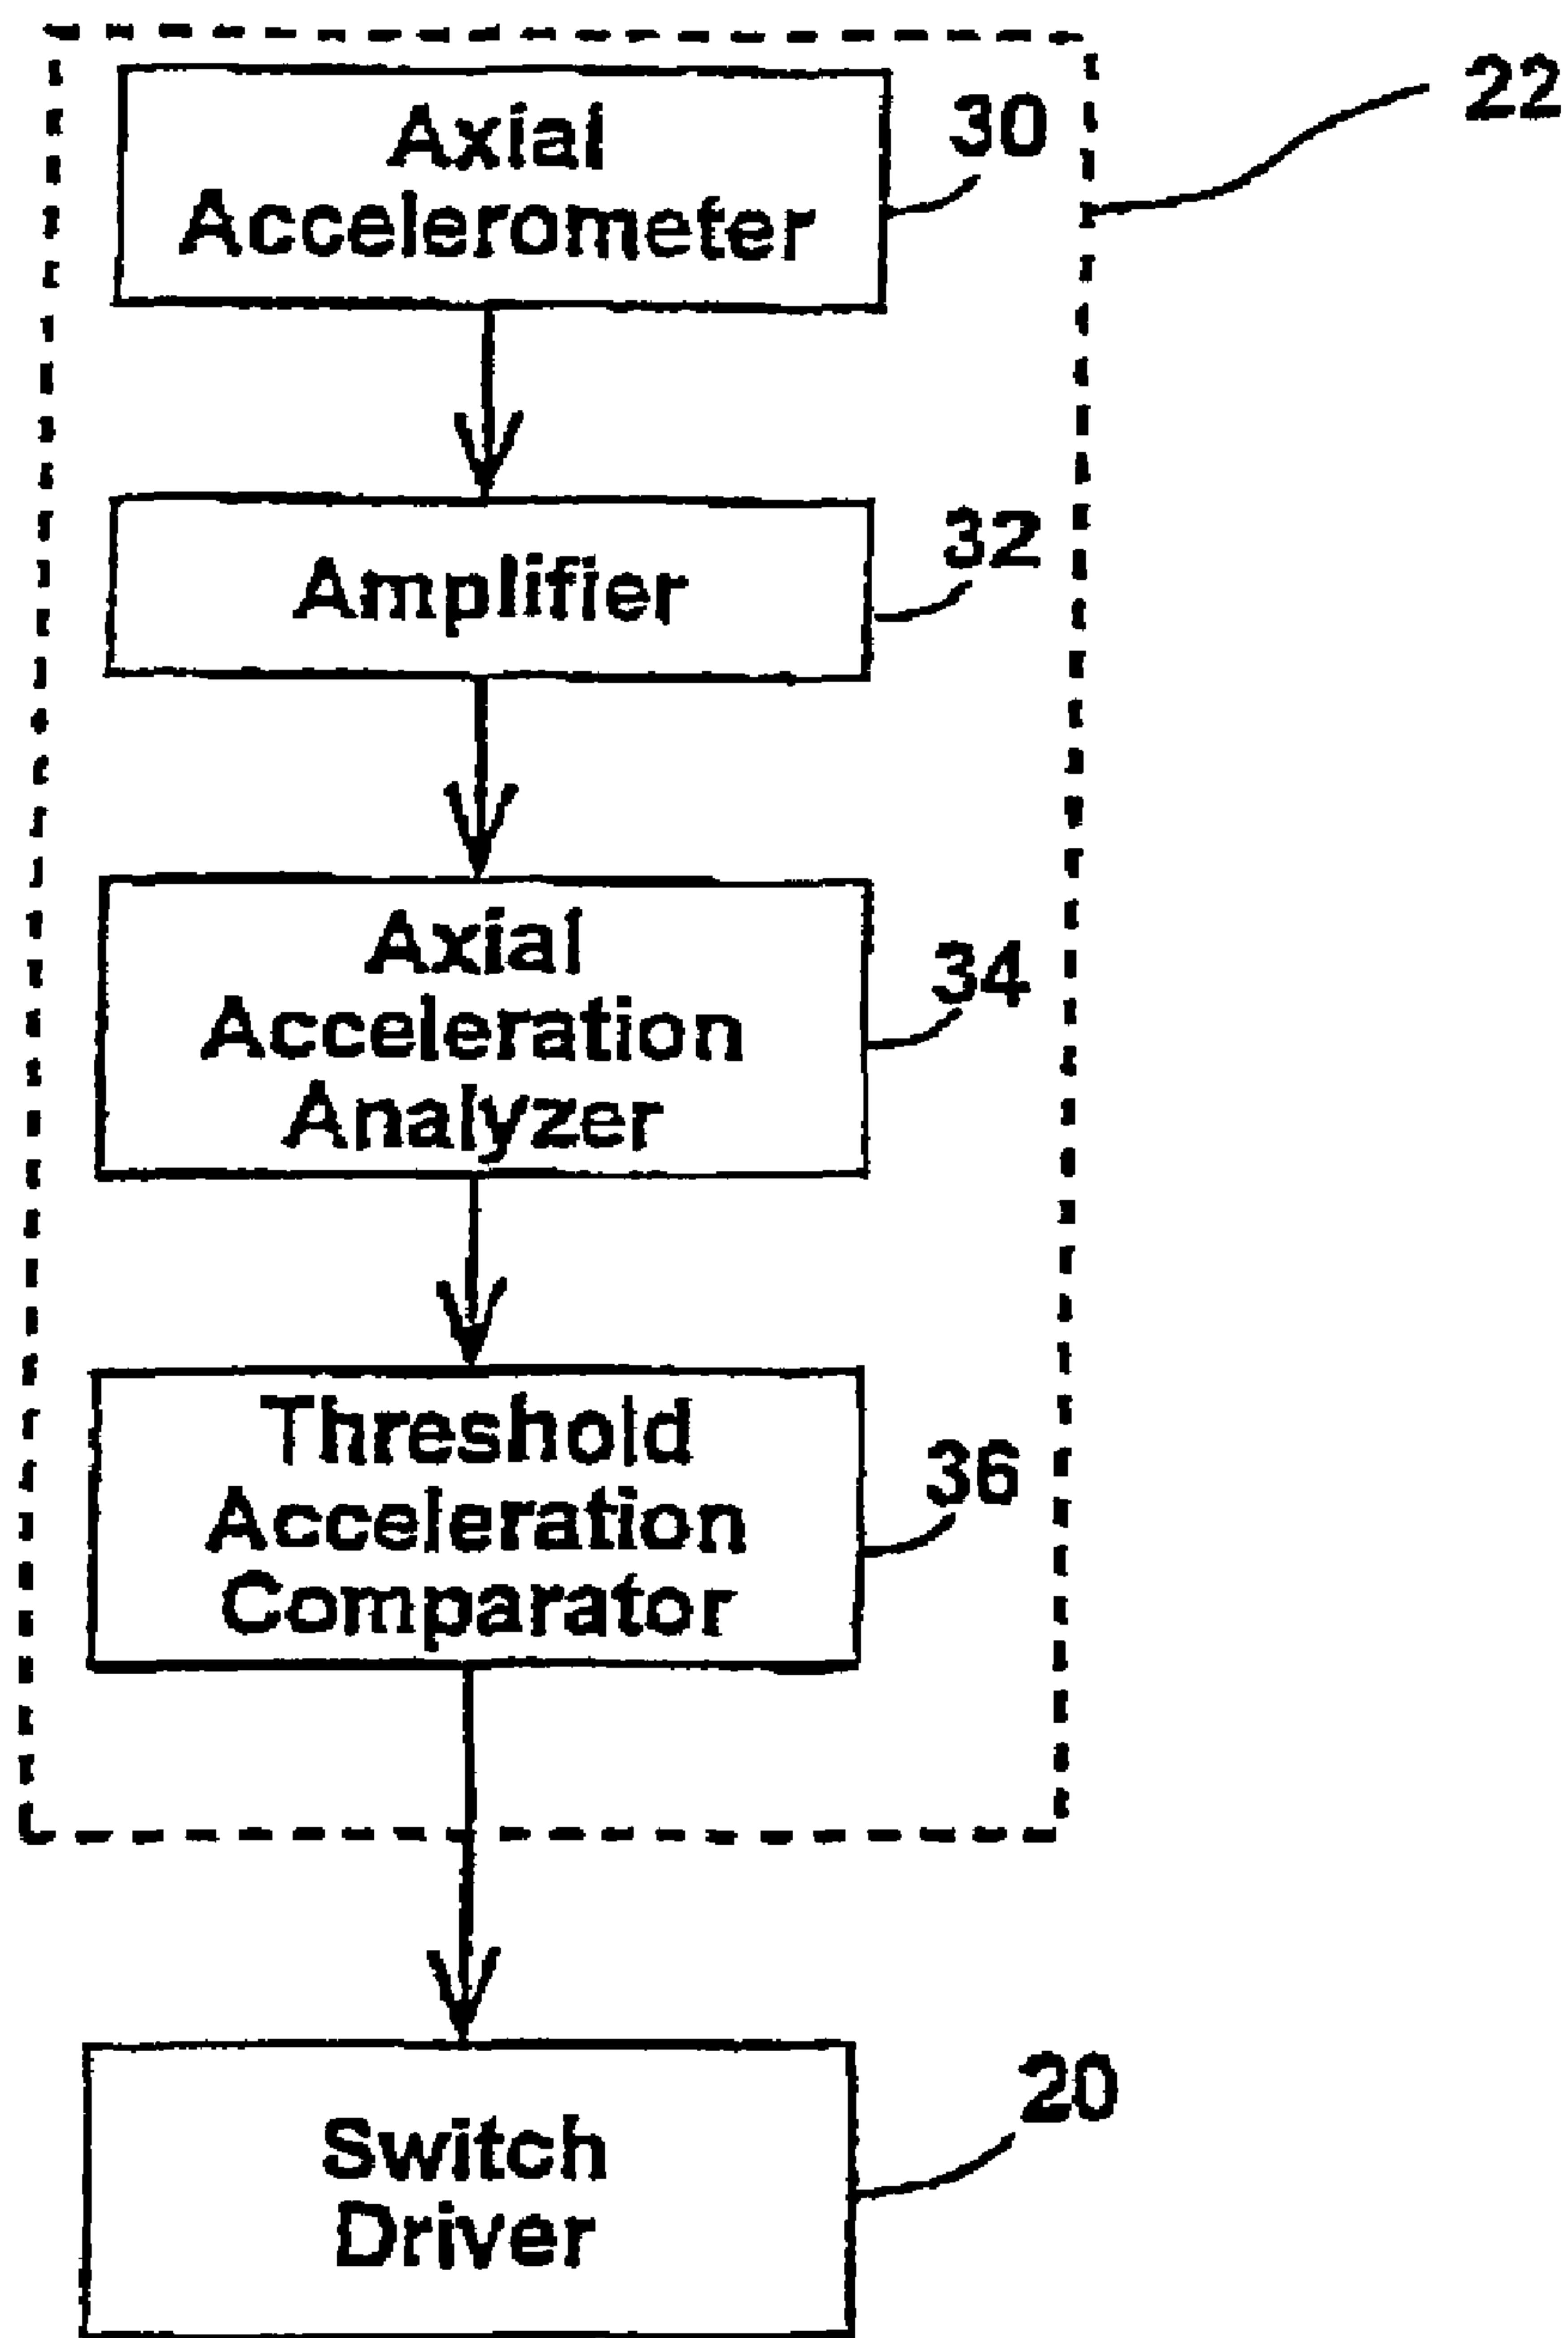 22
Axial
Accelerometer
30
Amplifier
32
Axial
Acceleration
Analyzer
34
Threshold
Acceleration
Comparator
36
Switch
Driver
20